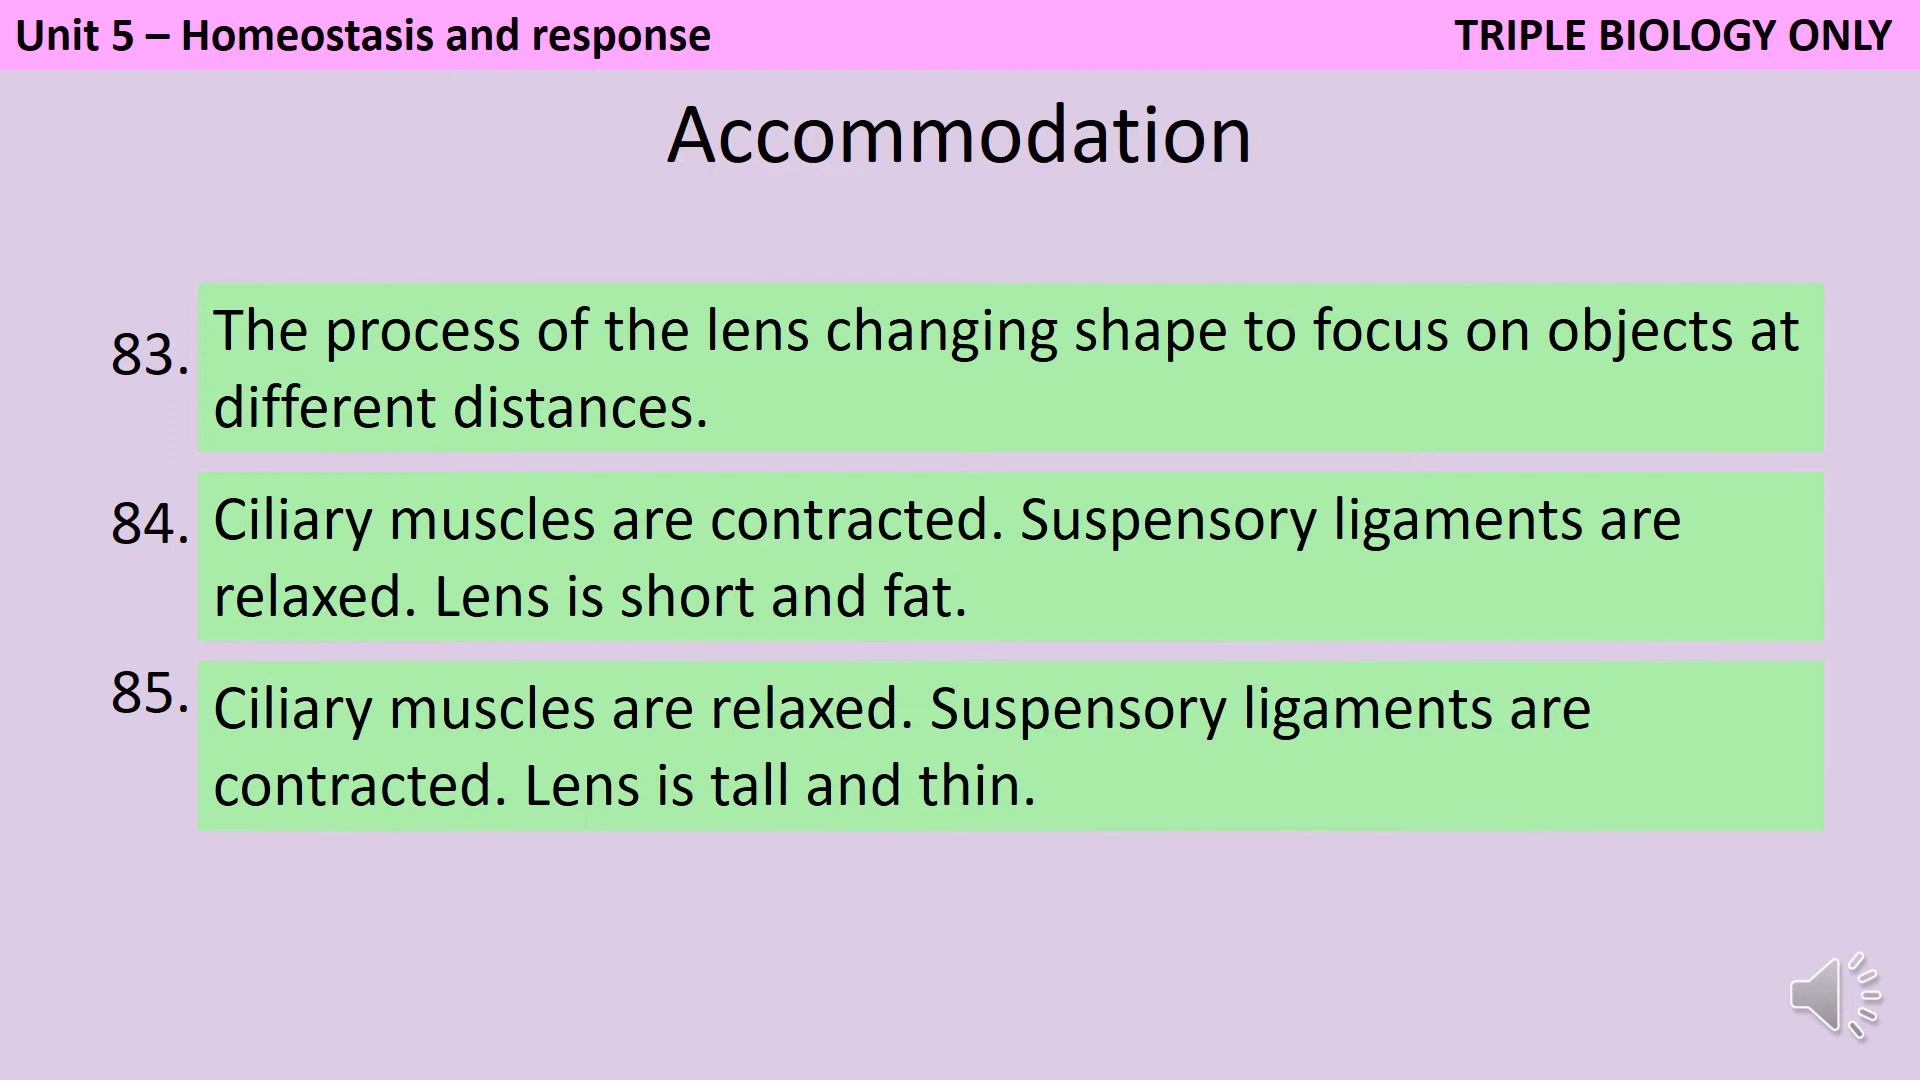 Unit 5 – Homeostasis and response
TRIPLE BIOLOGY ONLY
Accommodation
83. The process of the lens changing shape to focus on objects at
different distances.
84. Ciliary muscles are contracted. Suspensory ligaments are
relaxed. Lens is short and fat.
85. Ciliary muscles are relaxed. Suspensory ligaments are
contracted. Lens is tall and thin.